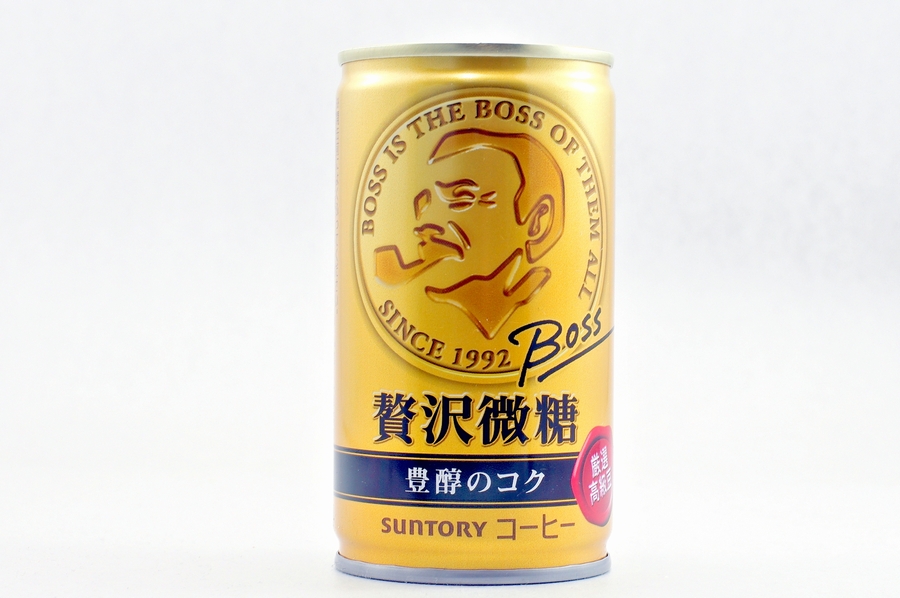 BOSS IS THE BOSS OF THEM ALL
SINCE 1992
Boss
贅沢微糖
豊醇のコク
厳選
高級豆
SUNTORY コーヒー